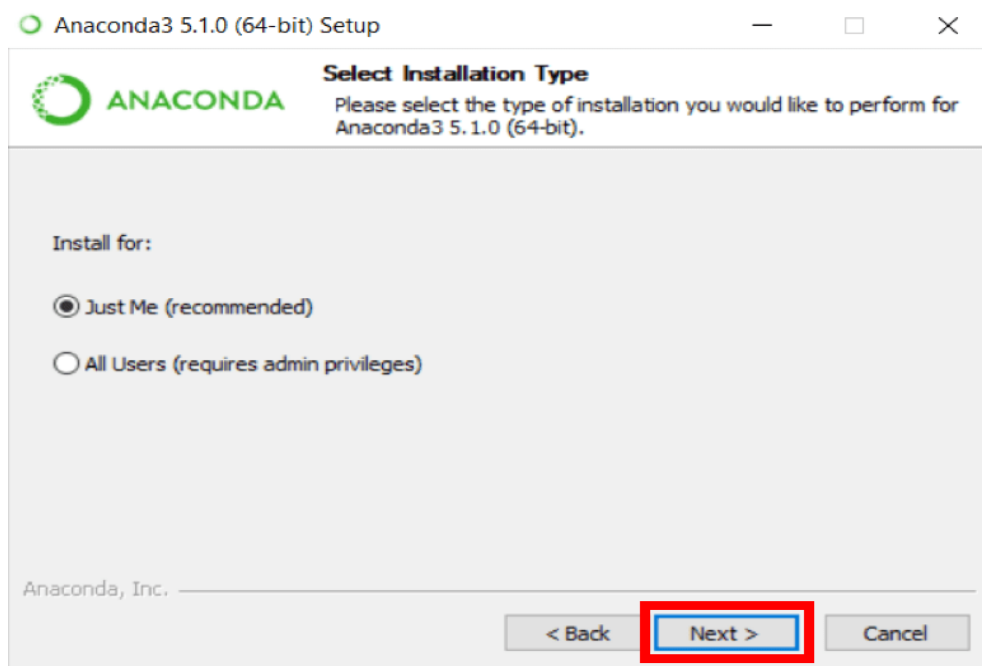 Anaconda3 5.1.0 (64-bit) Setup
ANACONDA
Select Installation Type
Please select the type of installation you would like to perform for
Anaconda3 5.1.0 (64-bit).
Install for:
Just Me (recommended)
All Users (requires admin privileges)
Anaconda, Inc.
< Back Next > Cancel